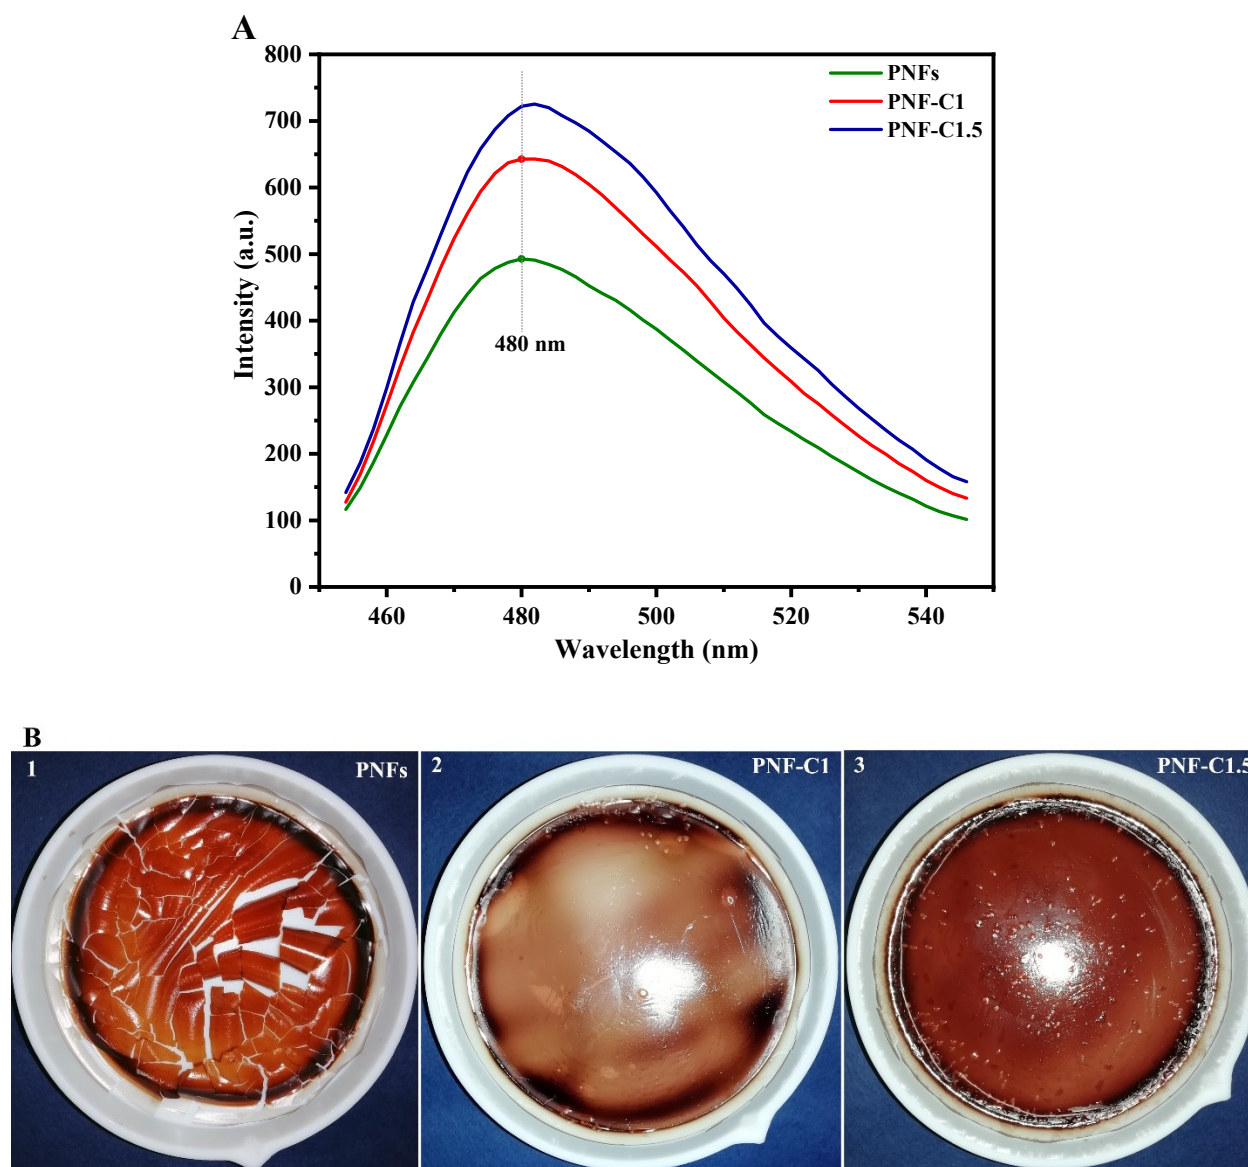 A
800
700
600
500
400
300
200
100
0
Intensity (a.u.)
PNFs
PNF-C1
PNF-C1.5
480 nm
460 480 500 520 540
Wavelength (nm)
B
1 PNFs
2 PNF-C1
3 PNF-C1.5